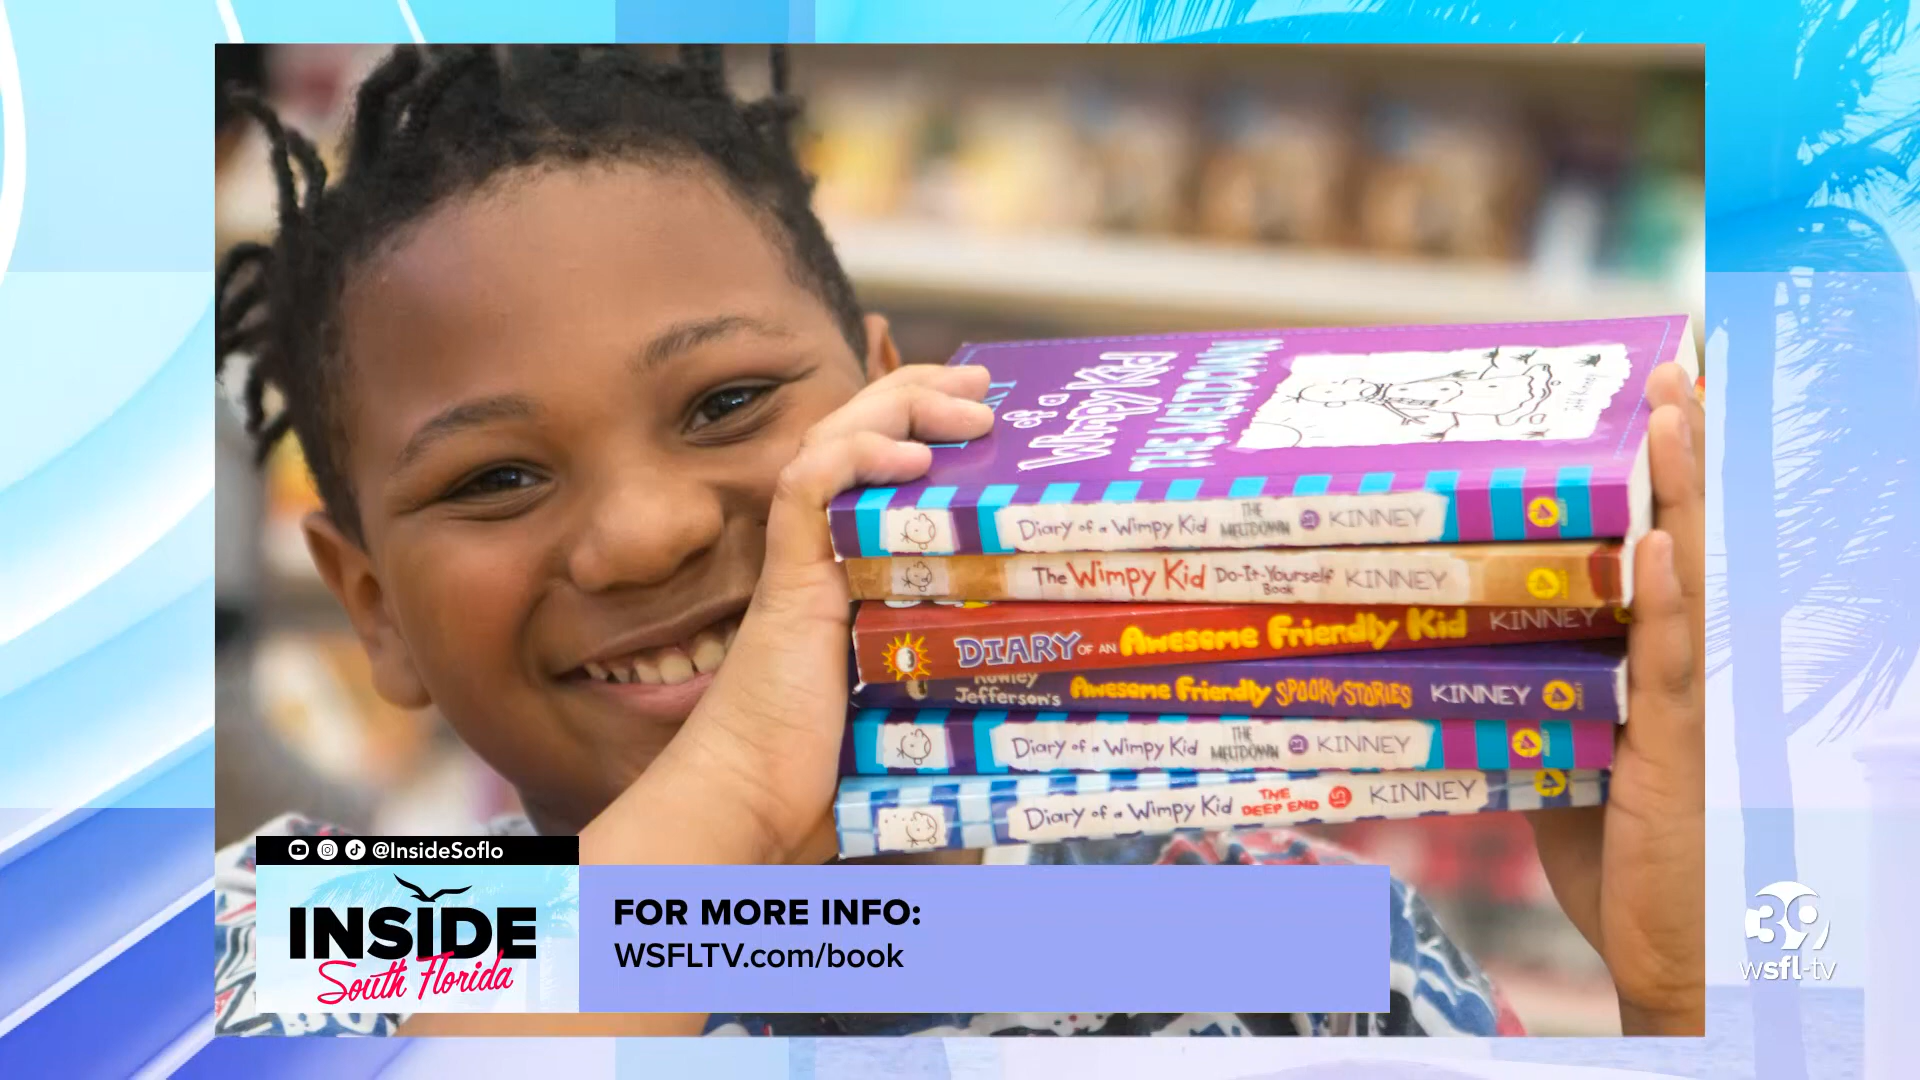 of a
Wimpy Kid
THE MELTDOWN
Diary of a Wimpy Kid THE MELTDOWN 13 KINNEY
The Wimpy Kid Do-It-Yourself Book KINNEY
DIARY OF AN Awesome Friendly Kid KINNEY
Rowley Jefferson's Awesome Friendly SPOOKY STORIES KINNEY
Diary of a Wimpy Kid THE MELTDOWN 13 KINNEY
Diary of a Wimpy Kid THE DEEP END 15 KINNEY
@InsideSoflo
INSIDE
South Florida
FOR MORE INFO:
WSFLTV.com/book
39
wsfl-tv